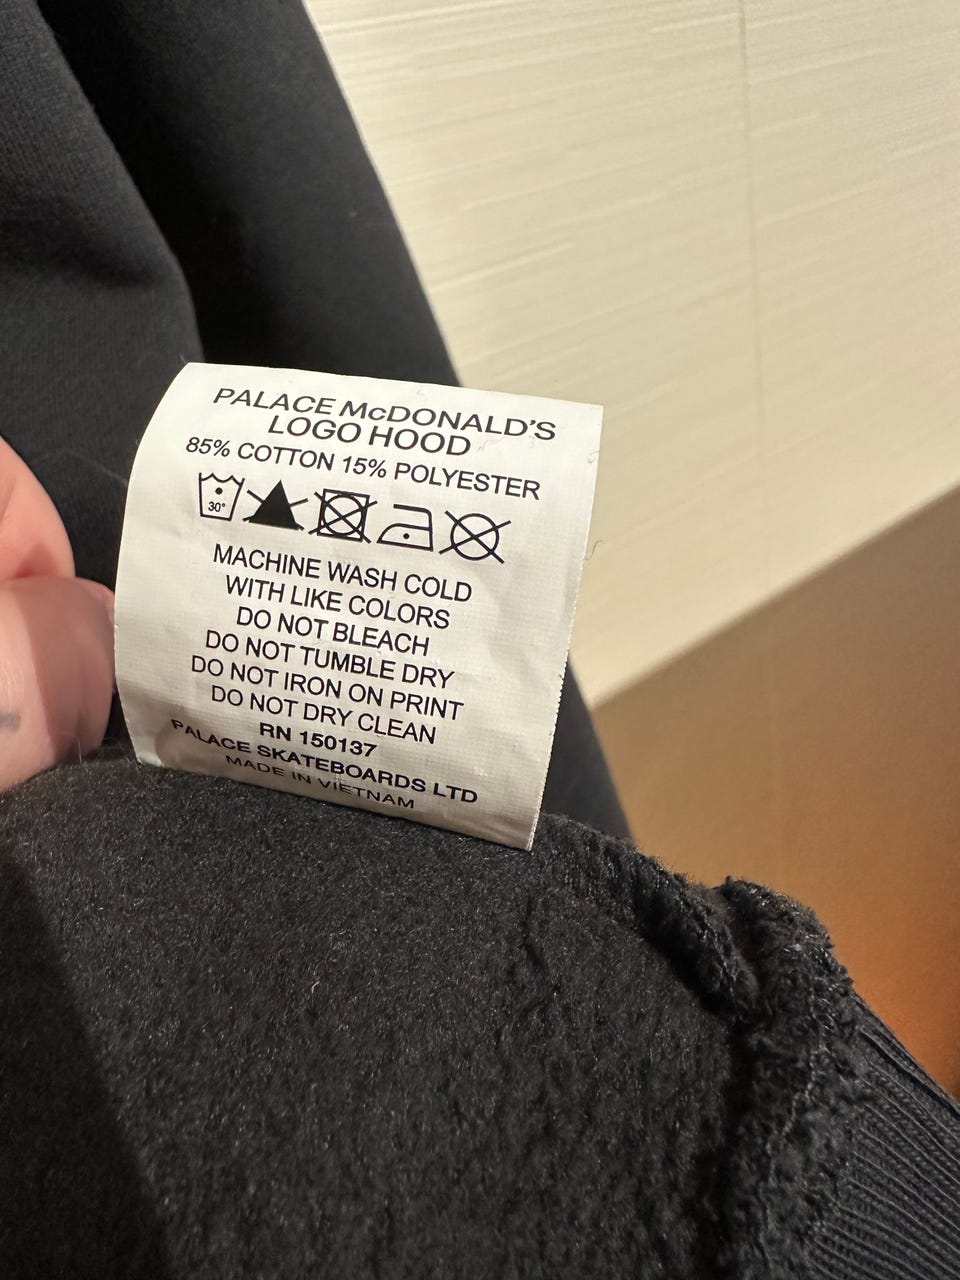 PALACE McDONALD'S
LOGO HOOD
85% COTTON 15% POLYESTER
30°
MACHINE WASH COLD
WITH LIKE COLORS
DO NOT BLEACH
DO NOT TUMBLE DRY
DO NOT IRON ON PRINT
DO NOT DRY CLEAN
RN 150137
PALACE SKATEBOARDS LTD
MADE IN VIETNAM